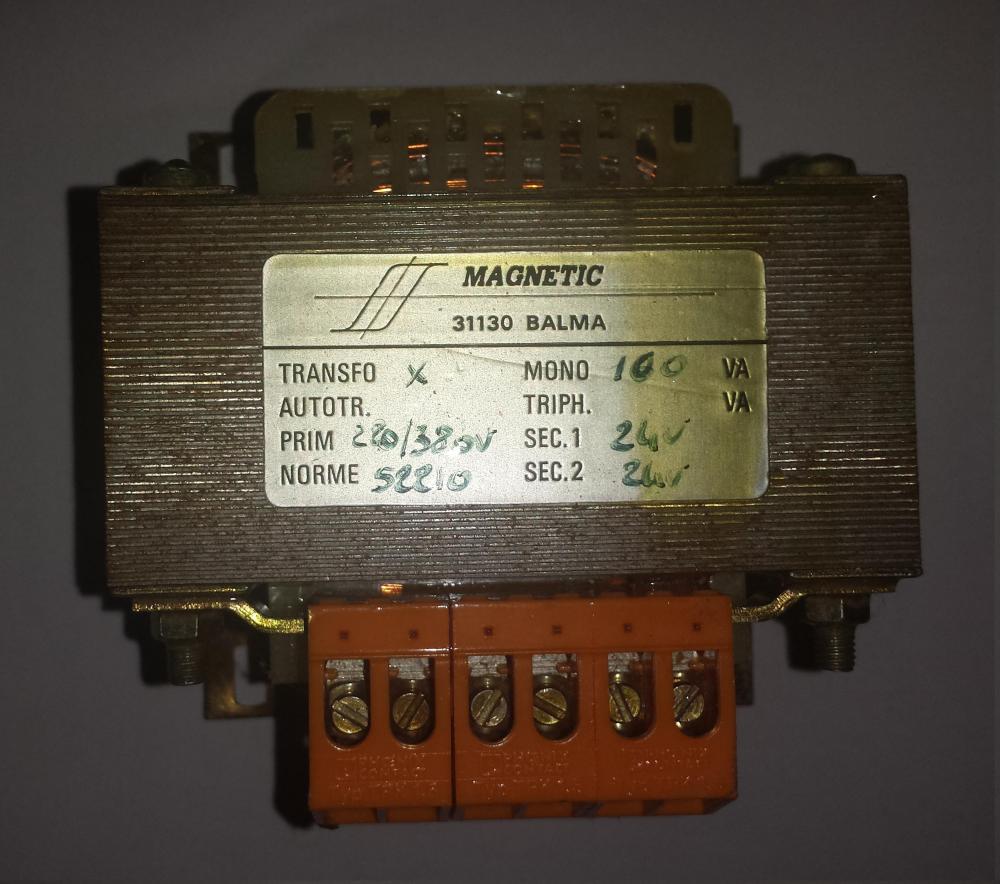 MAGNETIC
31130 BALMA
TRANSFO X MONO 160 VA
AUTOTR. TRIPH. VA
PRIM 220/380V SEC.1 24V
NORME 52210 SEC.2 24V